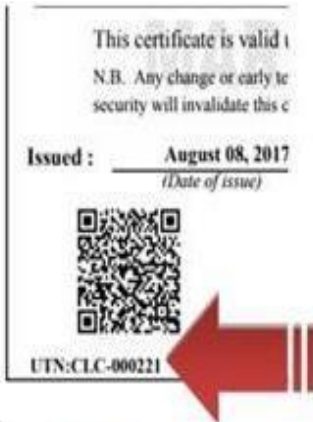 This certificate is valid
N.B. Any change or early te
security will invalidate this c
Issued : August 08, 2017
(Date of issue)
UTN:CLC-000221